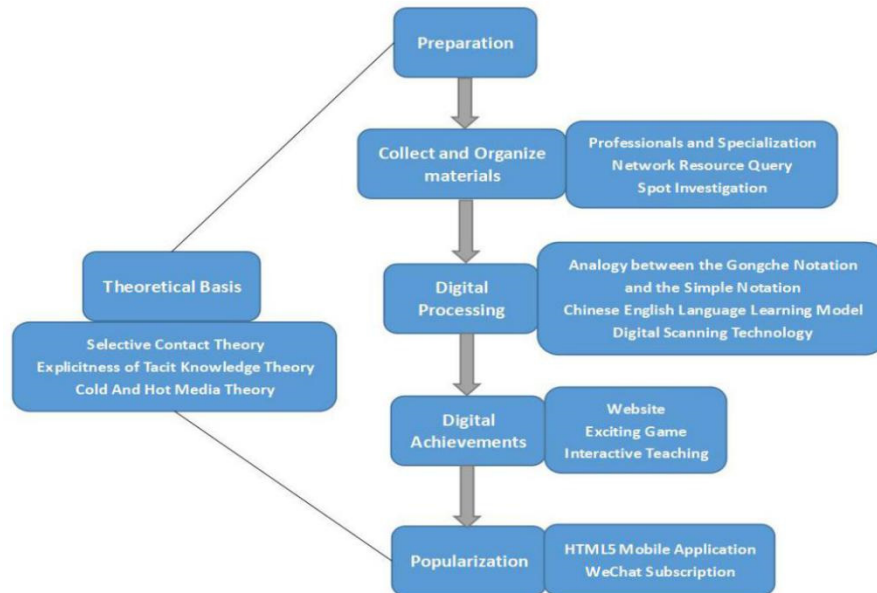 Preparation
Collect and Organize
materials
Professionals and Specialization
Network Resource Query
Spot Investigation
Theoretical Basis
Selective Contact Theory
Explicitness of Tacit Knowledge Theory
Cold And Hot Media Theory
Digital
Processing
Analogy between the Gongche Notation
and the Simple Notation
Chinese English Language Learning Model
Digital Scanning Technology
Digital
Achievements
Website
Exciting Game
Interactive Teaching
Popularization
HTML5 Mobile Application
WeChat Subscription